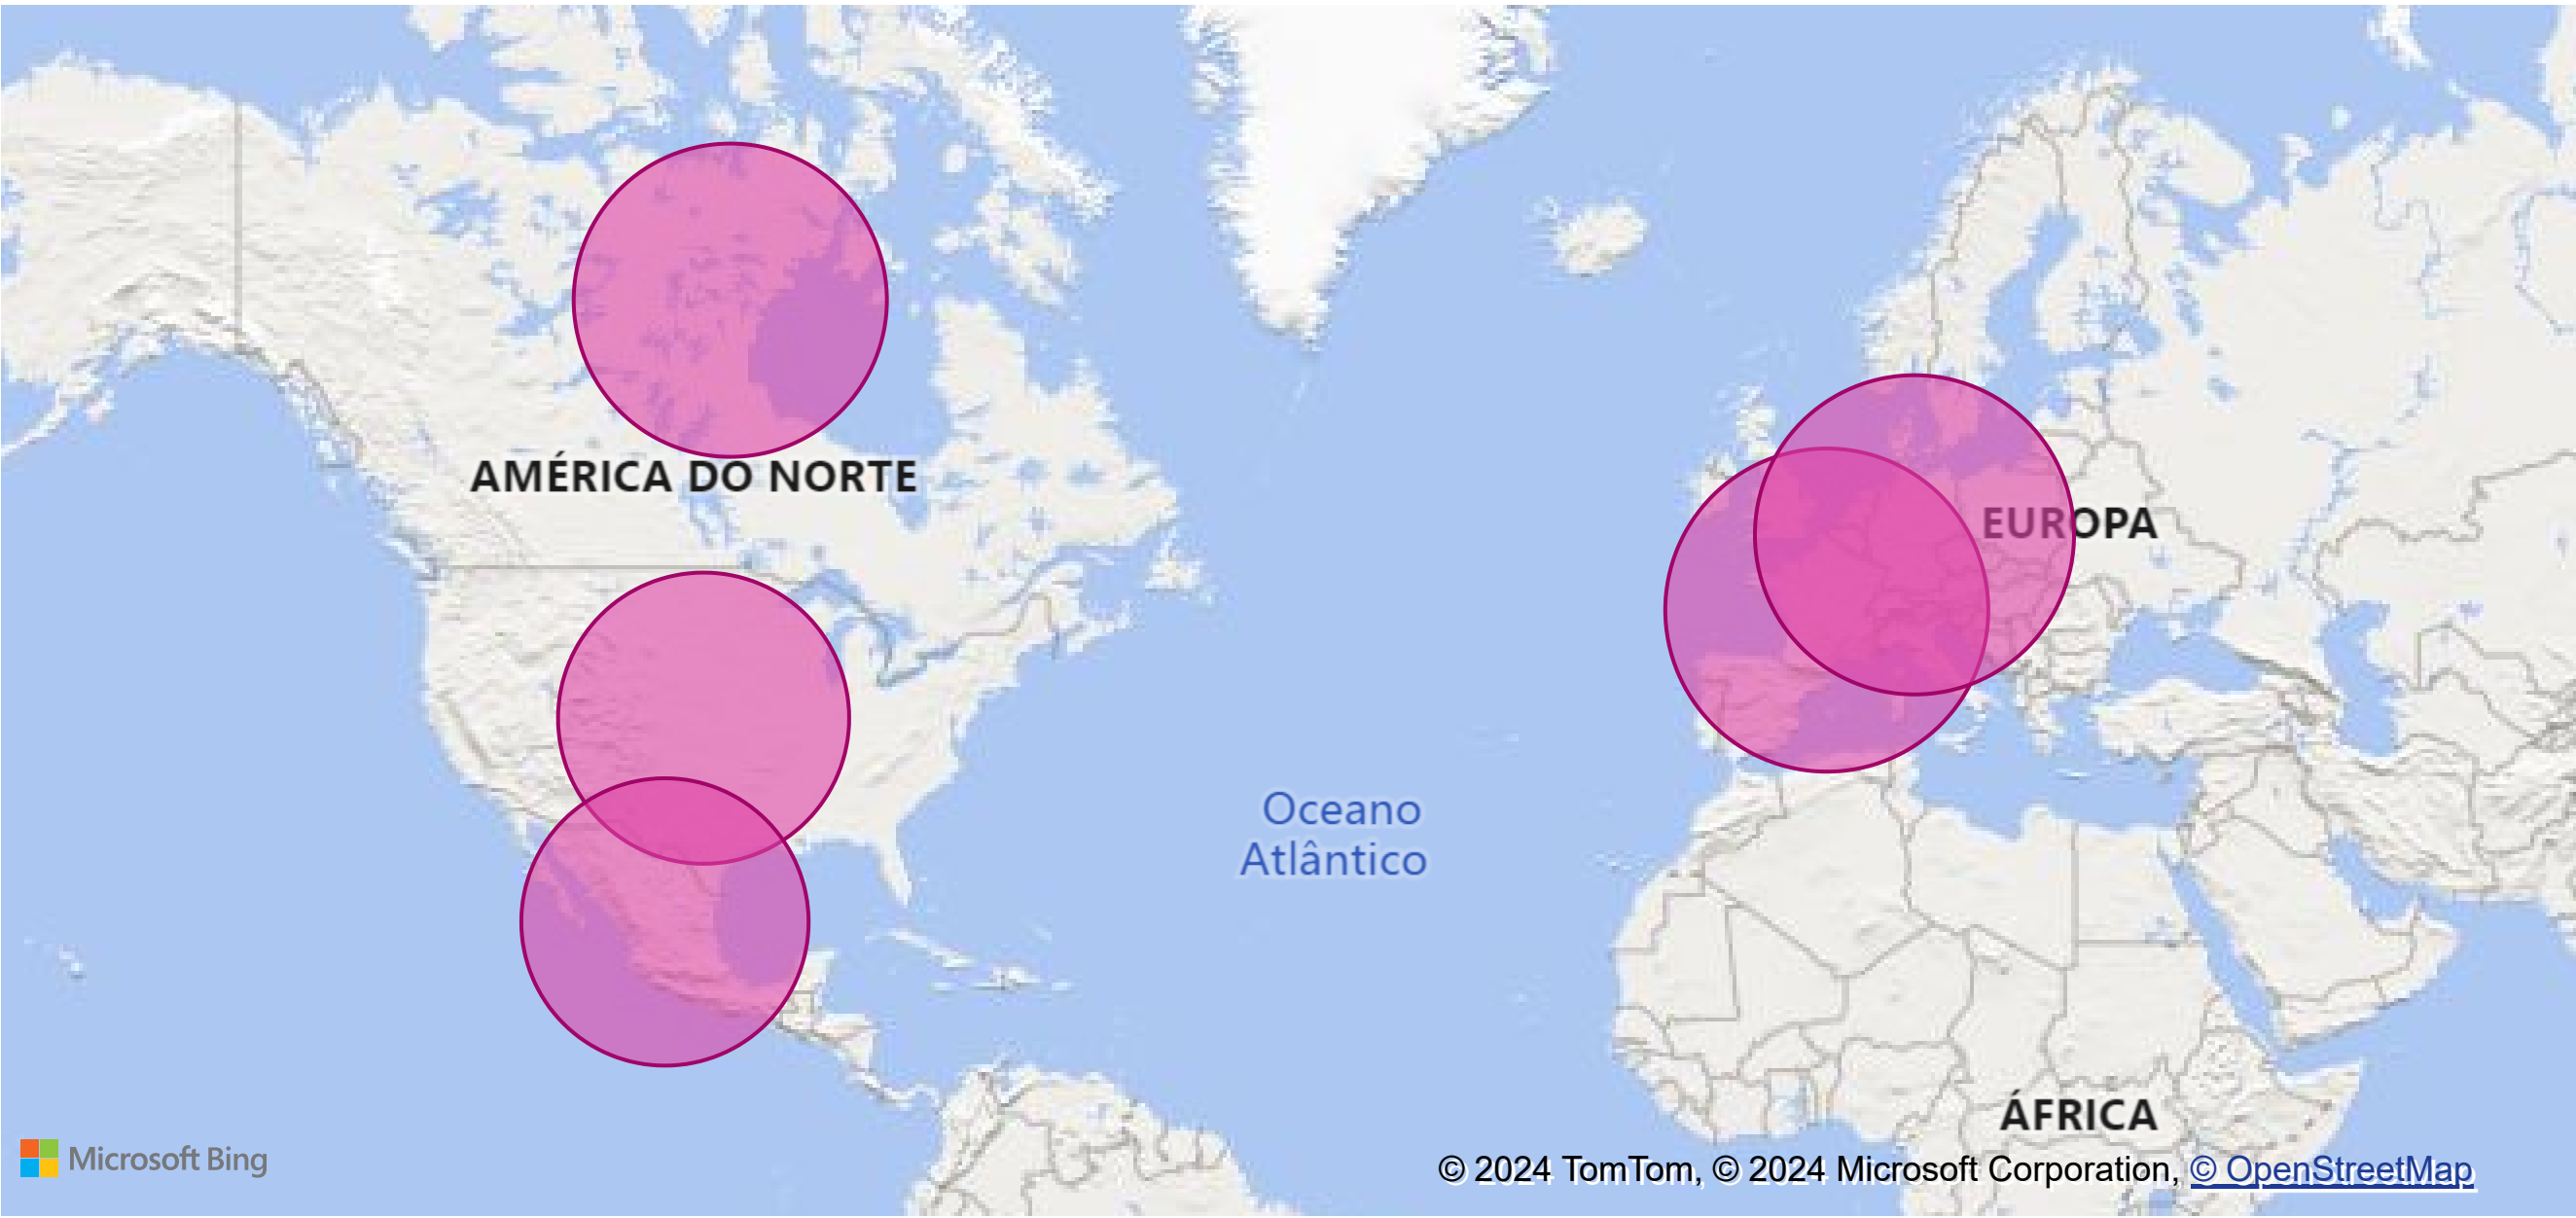 AMÉRICA DO NORTE
EUROPA
Oceano
Atlântico
ÁFRICA
Microsoft Bing
© 2024 TomTom, © 2024 Microsoft Corporation, © OpenStreetMap